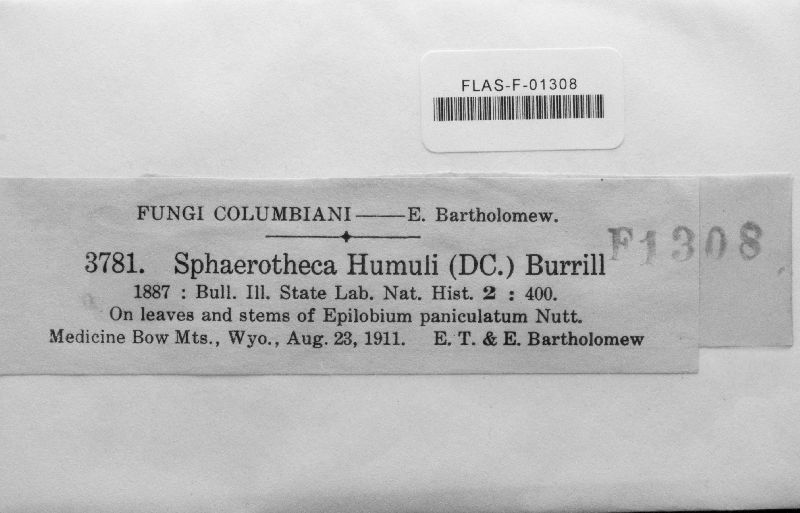 FLAS-F-01308
FUNGI COLUMBIANI——E. Bartholomew.
F1308
3781. Sphaerotheca Humuli (DC.) Burrill
1887 : Bull. Ill. State Lab. Nat. Hist. 2 : 400.
On leaves and stems of Epilobium paniculatum Nutt.
Medicine Bow Mts., Wyo., Aug. 23, 1911. E. T. & E. Bartholomew